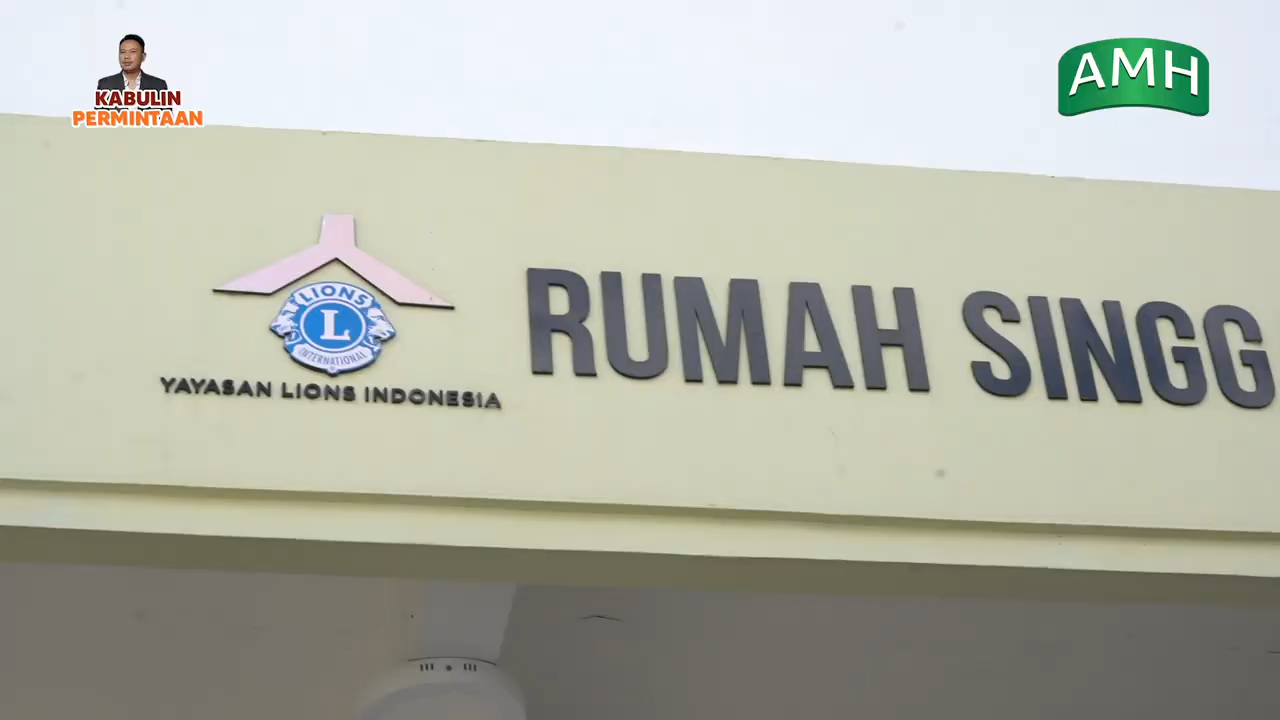 KABULIN
PERMINTAAN
AMH
LIONS
L
INTERNATIONAL
YAYASAN LIONS INDONESIA
RUMAH SINGG